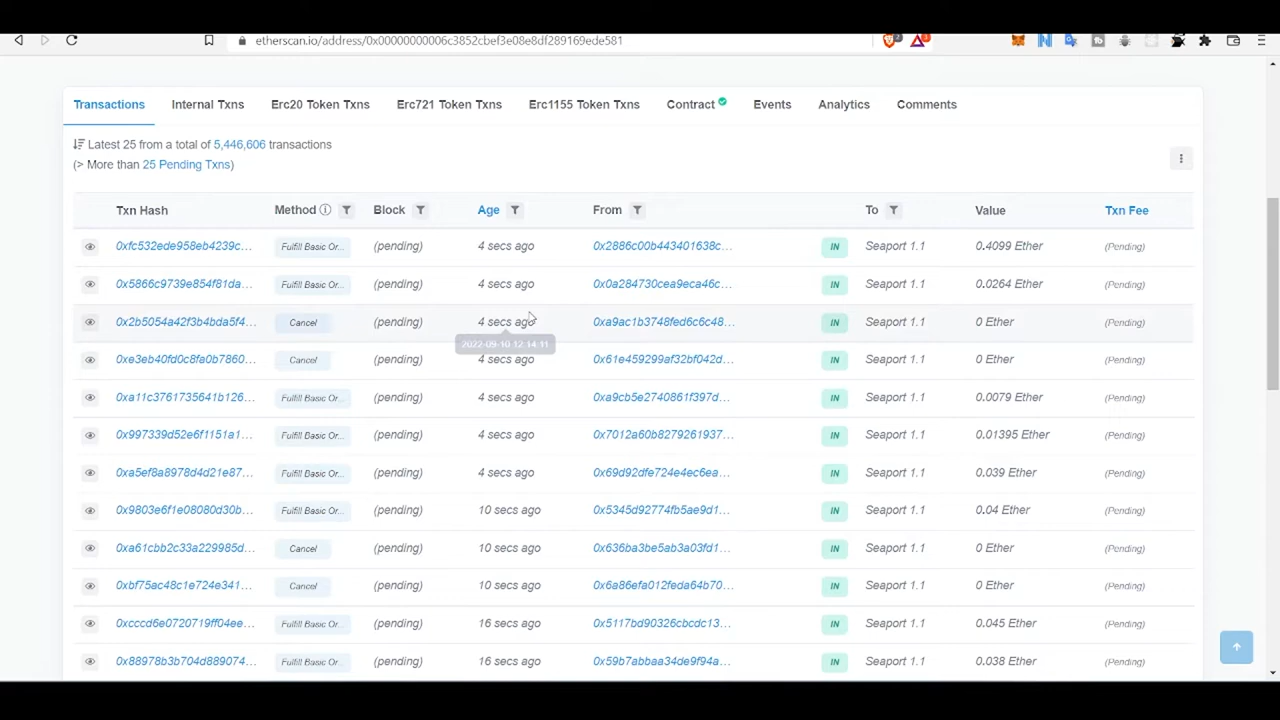 etherscan.io/address/0x00000000006c3852cbef3e08e8df289169ede581
Transactions Internal Txns Erc20 Token Txns Erc721 Token Txns Erc1155 Token Txns Contract Events Analytics Comments
Latest 25 from a total of 5,446,606 transactions
(> More than 25 Pending Txns)
Txn Hash Method Block Age From To Value Txn Fee
0xfc532ede958eb4239c... Fulfill Basic Or... (pending) 4 secs ago 0x2886c00b443401638c... IN Seaport 1.1 0.4099 Ether (Pending)
0x5866c9739e854f81da... Fulfill Basic Or... (pending) 4 secs ago 0x0a284730cea9eca46c... IN Seaport 1.1 0.0264 Ether (Pending)
0x2b5054a42f3b4bda5f4... Cancel (pending) 4 secs ago 0xa9ac1b3748fed6c6c48... IN Seaport 1.1 0 Ether (Pending)
2022-09-10 12:14:11
0xe3eb40fd0c8fa0b7860... Cancel (pending) 4 secs ago 0x61e459299af32bf042d... IN Seaport 1.1 0 Ether (Pending)
0xa11c3761735641b126... Fulfill Basic Or... (pending) 4 secs ago 0xa9cb5e2740861f397d... IN Seaport 1.1 0.0079 Ether (Pending)
0x997339d52e6f1151a1... Fulfill Basic Or... (pending) 4 secs ago 0x7012a60b8279261937... IN Seaport 1.1 0.01395 Ether (Pending)
0xa5ef8a8978d4d21e87... Fulfill Basic Or... (pending) 4 secs ago 0x69d92dfe724e4ec6ea... IN Seaport 1.1 0.039 Ether (Pending)
0x9803e6f1e08080d30b... Fulfill Basic Or... (pending) 10 secs ago 0x5345d92774fb5ae9d1... IN Seaport 1.1 0.04 Ether (Pending)
0xa61cbb2c33a229985d... Cancel (pending) 10 secs ago 0x636ba3be5ab3a03fd1... IN Seaport 1.1 0 Ether (Pending)
0xbf75ac48c1e724e341... Cancel (pending) 10 secs ago 0x6a86efa012feda64b70... IN Seaport 1.1 0 Ether (Pending)
0xcccd6e0720719ff04ee... Fulfill Basic Or... (pending) 16 secs ago 0x5117bd90326cbcdc13... IN Seaport 1.1 0.045 Ether (Pending)
0x88978b3b704d889074... Fulfill Basic Or... (pending) 16 secs ago 0x59b7abbaa34de9f94a... IN Seaport 1.1 0.038 Ether (Pending)